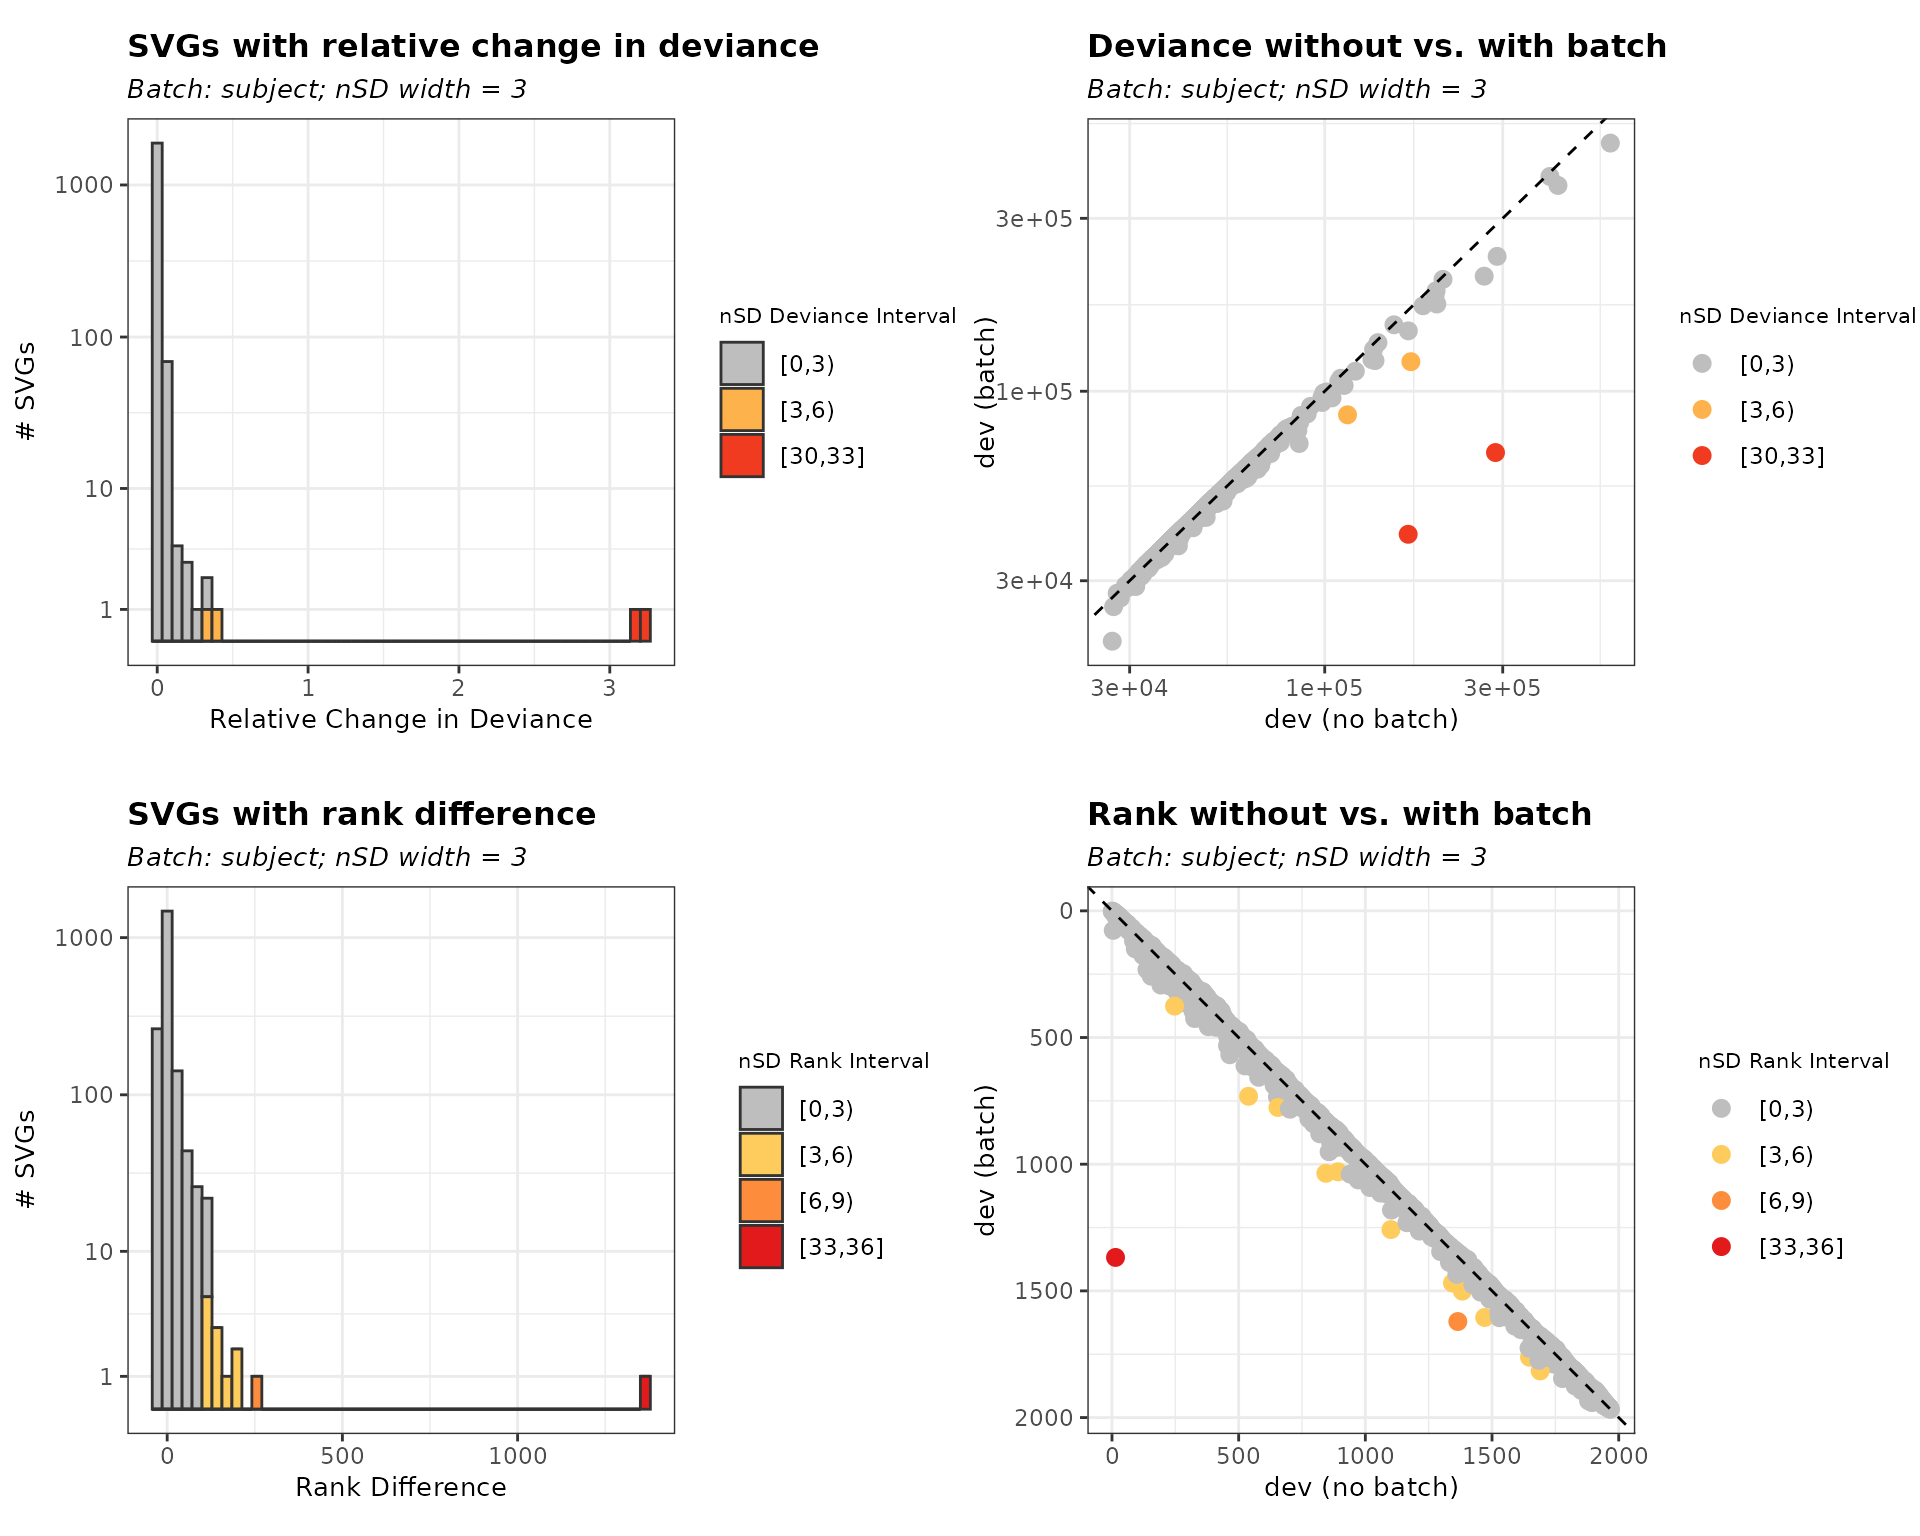 SVGs with relative change in deviance
Batch: subject; nSD width = 3
# SVGs
1000
100
10
1
0 1 2 3
Relative Change in Deviance
nSD Deviance Interval
[0,3)
[3,6)
[30,33]
Deviance without vs. with batch
Batch: subject; nSD width = 3
dev (batch)
3e+05
1e+05
3e+04
3e+04 1e+05 3e+05
dev (no batch)
nSD Deviance Interval
[0,3)
[3,6)
[30,33]
SVGs with rank difference
Batch: subject; nSD width = 3
# SVGs
1000
100
10
1
0 500 1000
Rank Difference
nSD Rank Interval
[0,3)
[3,6)
[6,9)
[33,36]
Rank without vs. with batch
Batch: subject; nSD width = 3
dev (batch)
0
500
1000
1500
2000
0 500 1000 1500 2000
dev (no batch)
nSD Rank Interval
[0,3)
[3,6)
[6,9)
[33,36]